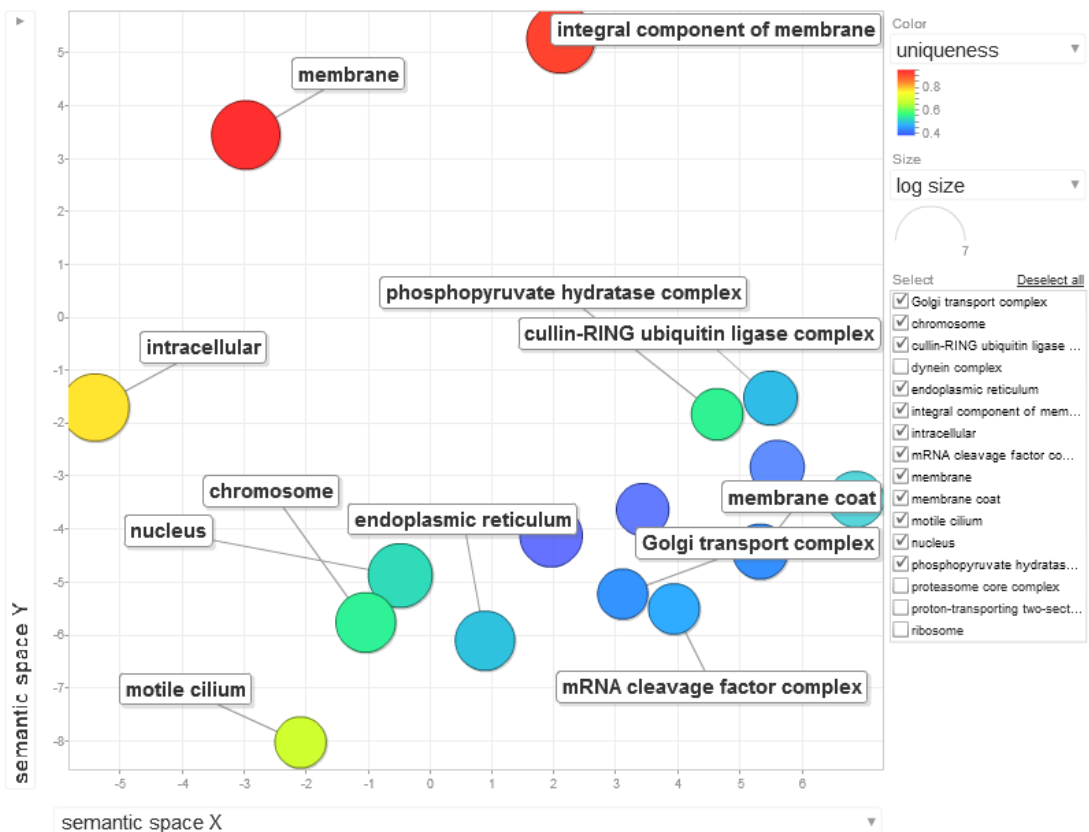 integral component of membrane
membrane
phosphopyruvate hydratase complex
cullin-RING ubiquitin ligase complex
intracellular
chromosome
membrane coat
nucleus
endoplasmic reticulum
Golgi transport complex
motile cilium
mRNA cleavage factor complex
5
4
3
2
1
0
-1
-2
-3
-4
-5
-6
-7
-8
semantic space Y
-5 -4 -3 -2 -1 0 1 2 3 4 5 6
semantic space X
Color
uniqueness
0.8
0.6
0.4
Size
log size
7
Select Deselect all
Golgi transport complex
chromosome
cullin-RING ubiquitin ligase ...
dynein complex
endoplasmic reticulum
integral component of mem...
intracellular
mRNA cleavage factor co...
membrane
membrane coat
motile cilium
nucleus
phosphopyruvate hydratas...
proteasome core complex
proton-transporting two-sect...
ribosome